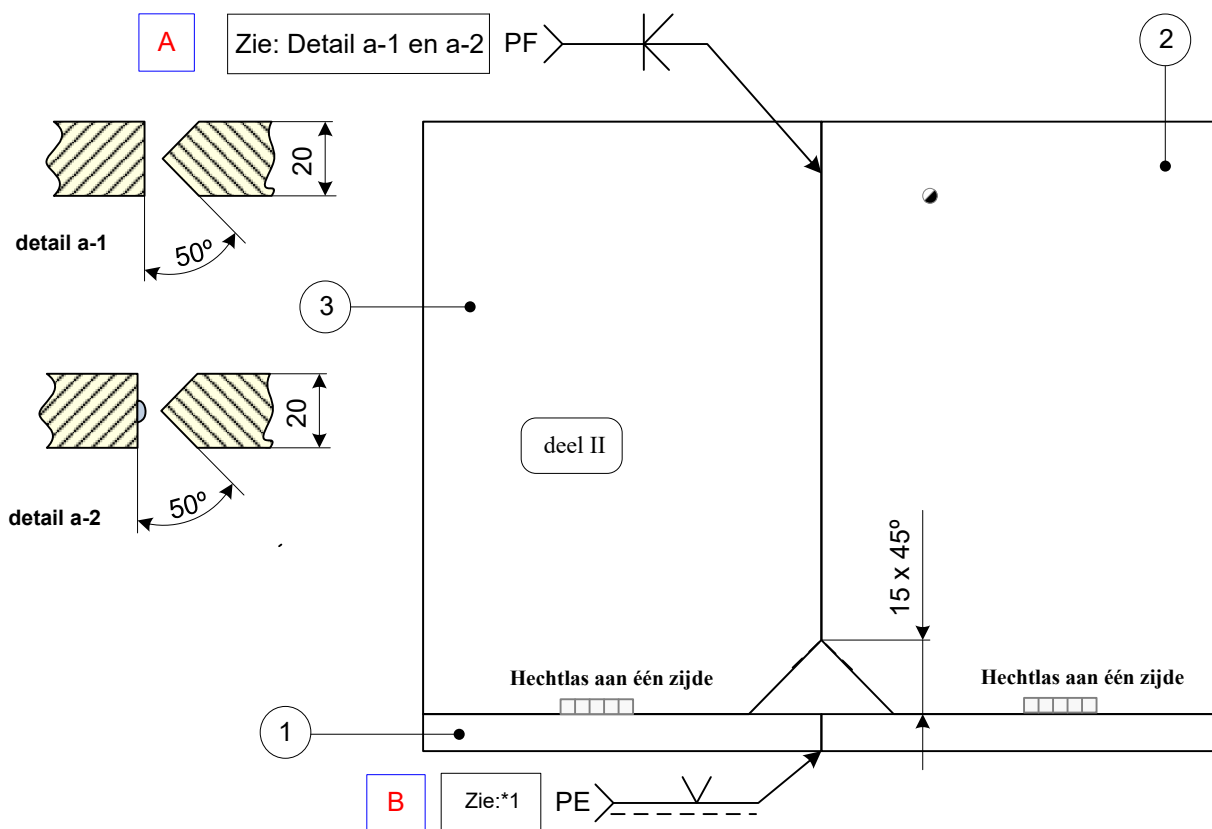 A
Zie: Detail a-1 en a-2
PF
2
20
50º
detail a-1
3
20
50º
detail a-2
deel II
15 x 45º
Hechtlas aan één zijde
Hechtlas aan één zijde
1
B
Zie:*1
PE